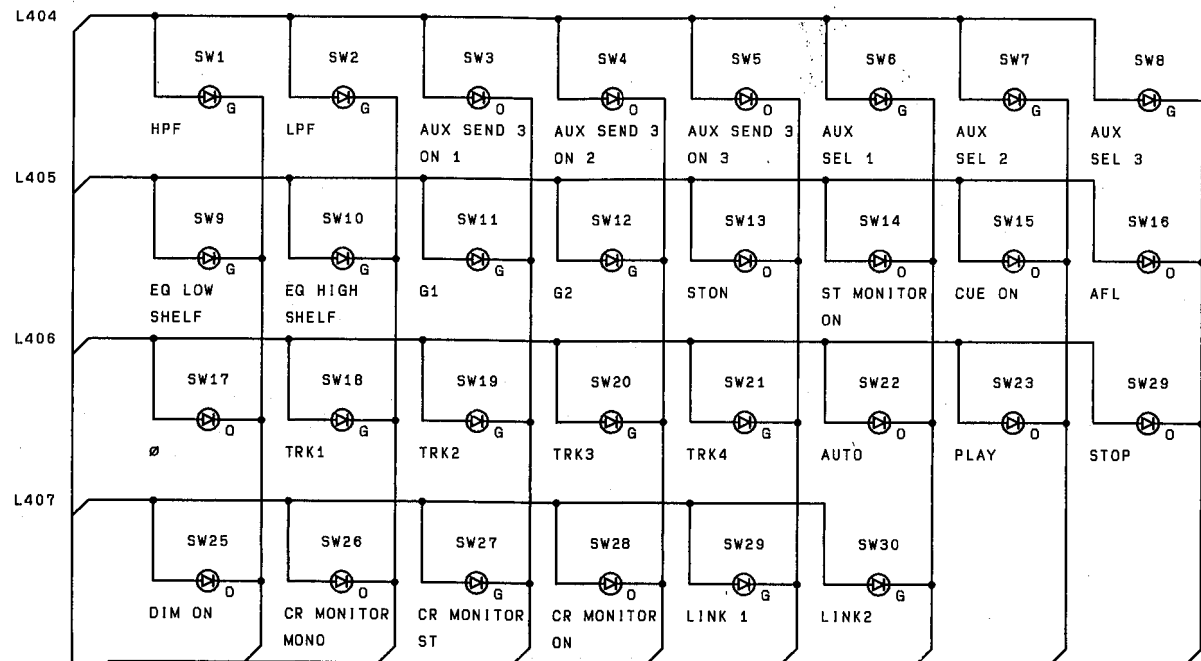 L404
SW1 SW2 SW3 SW4 SW5 SW6 SW7 SW8
G G O O O G G G
HPF LPF AUX SEND 3 AUX SEND 3 AUX SEND 3 AUX AUX AUX
ON 1 ON 2 ON 3 SEL 1 SEL 2 SEL 3
L405
SW9 SW10 SW11 SW12 SW13 SW14 SW15 SW16
G G G G O O O O
EQ LOW EQ HIGH G1 G2 STON ST MONITOR CUE ON AFL
SHELF SHELF ON
L406
SW17 SW18 SW19 SW20 SW21 SW22 SW23 SW29
O G G G G O O O
Ø TRK1 TRK2 TRK3 TRK4 AUTO PLAY STOP
L407
SW25 SW26 SW27 SW28 SW29 SW30
O O G O G G
DIM ON CR MONITOR CR MONITOR CR MONITOR LINK 1 LINK2
MONO ST ON